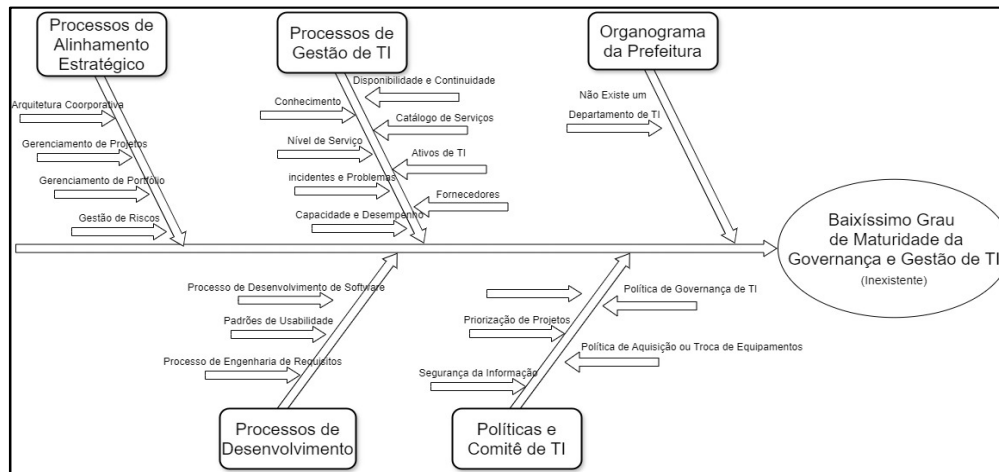 Processos de
Alinhamento
Estratégico
Processos de
Gestão de TI
Organograma
da Prefeitura
Arquitetura Coorporativa
Gerenciamento de Projetos
Gerenciamento de Portfólio
Gestão de Riscos
Disponibilidade e Continuidade
Conhecimento
Catálogo de Serviços
Nível de Serviço
Ativos de TI
incidentes e Problemas
Fornecedores
Capacidade e Desempenho
Não Existe um
Departamento de TI
Baixíssimo Grau
de Maturidade da
Governança e Gestão de TI
(Inexistente)
Processo de Desenvolvimento de Software
Padrões de Usabilidade
Processo de Engenharia de Requisitos
Política de Governança de TI
Priorização de Projetos
Política de Aquisição ou Troca de Equipamentos
Segurança da Informação
Processos de
Desenvolvimento
Políticas e
Comitê de TI